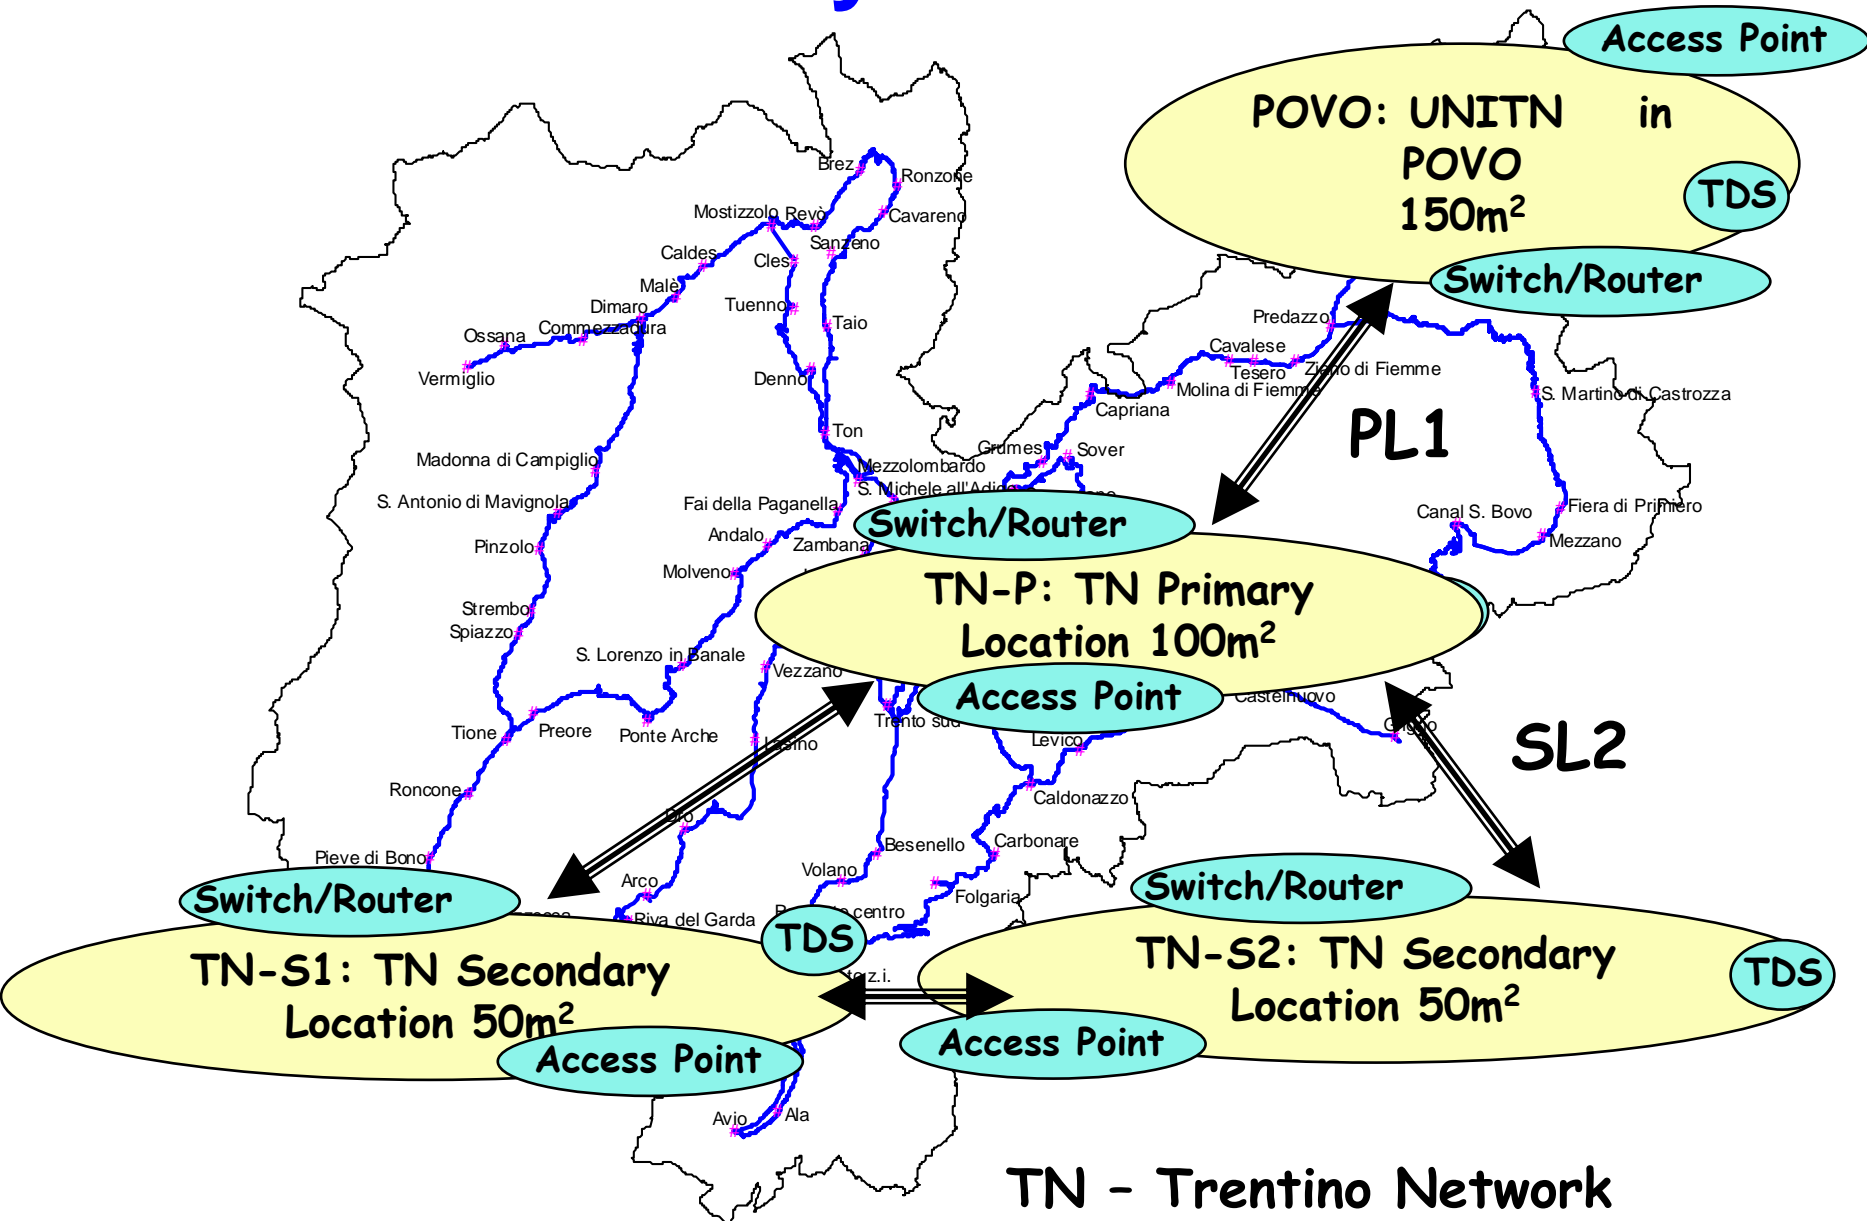 Access Point
POVO: UNITN in
POVO
150m²
TDS
Switch/Router
Brez
Ronzone
Mostizzolo
Revò
Cavareno
Sanzeno
Caldes
Cles
Malè
Tuenno
Dimaro
Taio
Commezzadura
Ossana
Vermiglio
Denno
Predazzo
Cavalese
Tesero
Ziano di Fiemme
Molina di Fiemme
S. Martino di Castrozza
Capriana
PL1
Ton
Grumes
Sover
Madonna di Campiglio
Mezzolombardo
S. Michele all'Adige
S. Antonio di Mavignola
Fai della Paganella
Canal S. Bovo
Fiera di Primiero
Switch/Router
Andalo
Zambana
Pinzolo
Mezzano
Molveno
TN-P: TN Primary
Location 100m²
Strembo
Spiazzo
S. Lorenzo in Banale
Vezzano
Access Point
Castelnuovo
Trento sud
Tione
Preore
Ponte Arche
Lasino
Levico
Grigno
SL2
Roncone
Caldonazzo
Dro
Pieve di Bono
Besenello
Carbonare
Volano
Arco
Folgaria
Switch/Router
Switch/Router
Riva del Garda
centro
TDS
TN-S1: TN Secondary
Location 50m²
z.i.
TN-S2: TN Secondary
Location 50m²
TDS
Access Point
Access Point
Avio
Ala
TN – Trentino Network